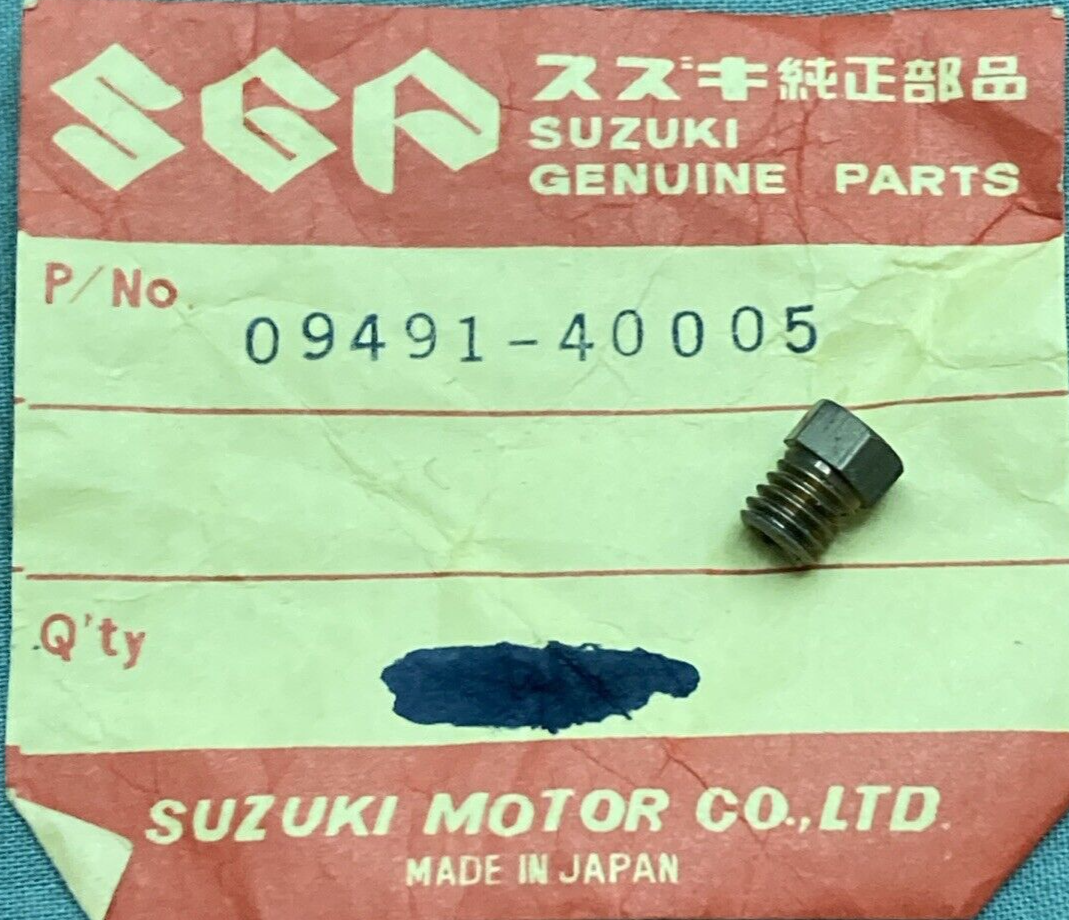 SGP
スズキ純正部品
SUZUKI
GENUINE PARTS
P/No
09491-40005
Q'ty
SUZUKI MOTOR CO.,LTD.
MADE IN JAPAN